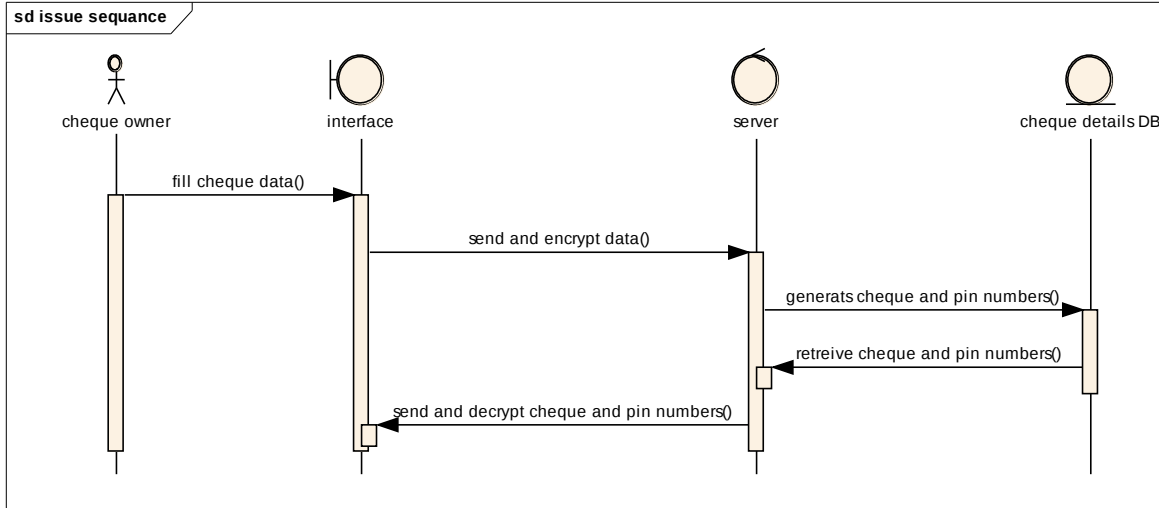 sd issue sequance
cheque owner
interface
server
cheque details DB
fill cheque data()
send and encrypt data()
generats cheque and pin numbers()
retreive cheque and pin numbers()
send and decrypt cheque and pin numbers()